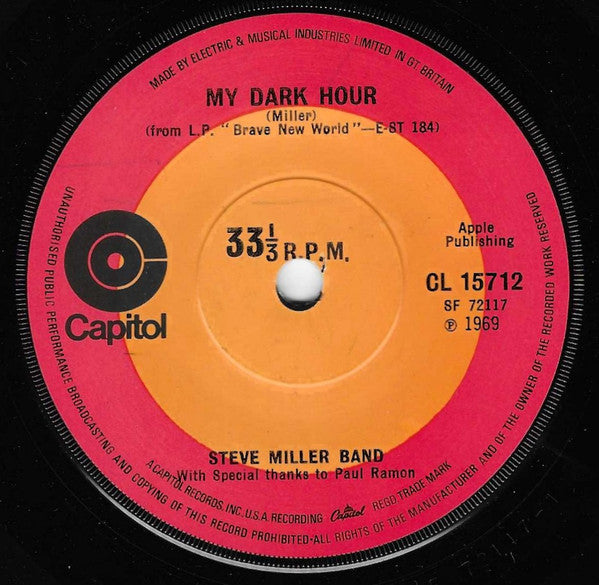 MADE BY ELECTRIC & MUSICAL INDUSTRIES LIMITED IN GT BRITAIN
MY DARK HOUR
(Miller)
(from L.P. "Brave New World"—E-ST 184)
33⅓ R.P.M.
Apple
Publishing
CL 15712
SF 72117
Ⓟ 1969
Capitol
STEVE MILLER BAND
With Special thanks to Paul Ramon
A CAPITOL RECORDS, INC. U.S.A. RECORDING · Capitol REGD TRADE MARK
UNAUTHORISED PUBLIC PERFORMANCE BROADCASTING AND COPYING OF THIS RECORD PROHIBITED-ALL RIGHTS OF THE MANUFACTURER AND OF THE OWNER OF THE RECORDED WORK RESERVED